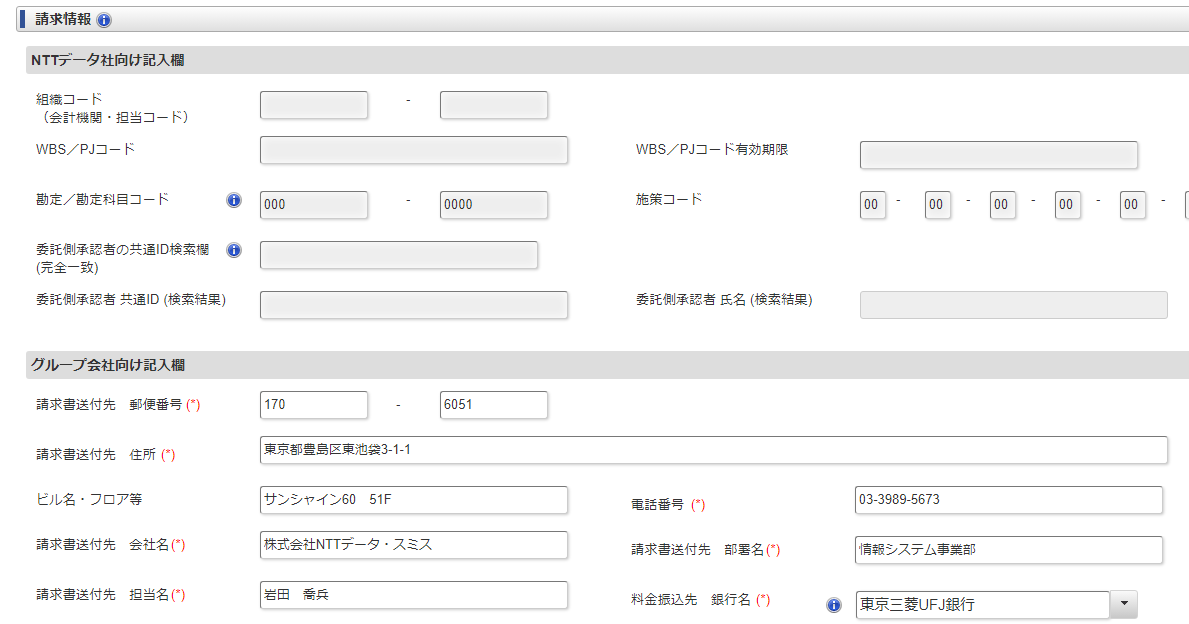 請求情報
NTTデータ社向け記入欄
組織コード
（会計機関・担当コード）
-
WBS／PJコード
WBS／PJコード有効期限
勘定／勘定科目コード
000 - 0000
施策コード
00 - 00 - 00 - 00 - 00 -
委託側承認者の共通ID検索欄
(完全一致)
委託側承認者 共通ID (検索結果)
委託側承認者 氏名 (検索結果)
グループ会社向け記入欄
請求書送付先　郵便番号 (*)
170 - 6051
請求書送付先　住所 (*)
東京都豊島区東池袋3-1-1
ビル名・フロア等
サンシャイン60　51F
電話番号 (*)
03-3989-5673
請求書送付先　会社名(*)
株式会社NTTデータ・スミス
請求書送付先　部署名(*)
情報システム事業部
請求書送付先　担当名(*)
岩田　喬兵
料金振込先　銀行名 (*)
東京三菱UFJ銀行